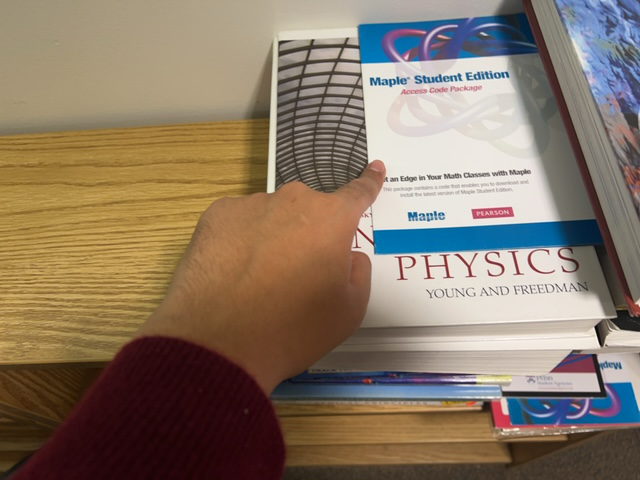 Maple® Student Edition
Access Code Package
an Edge in Your Math Classes with Maple
This package contains a code that enables you to download and
install the latest version of Maple Student Edition.
Maple
PEARSON
PHYSICS
YOUNG AND FREEDMAN